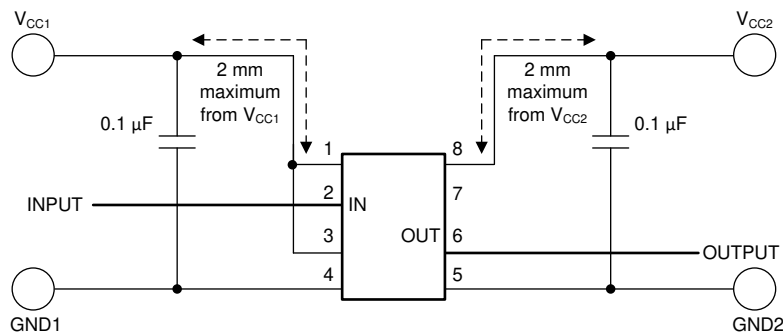 VCC1
VCC2
2 mm
maximum
from VCC1
2 mm
maximum
from VCC2
0.1 µF
0.1 µF
1
8
2
IN
7
INPUT
3
OUT
6
OUTPUT
4
5
GND1
GND2